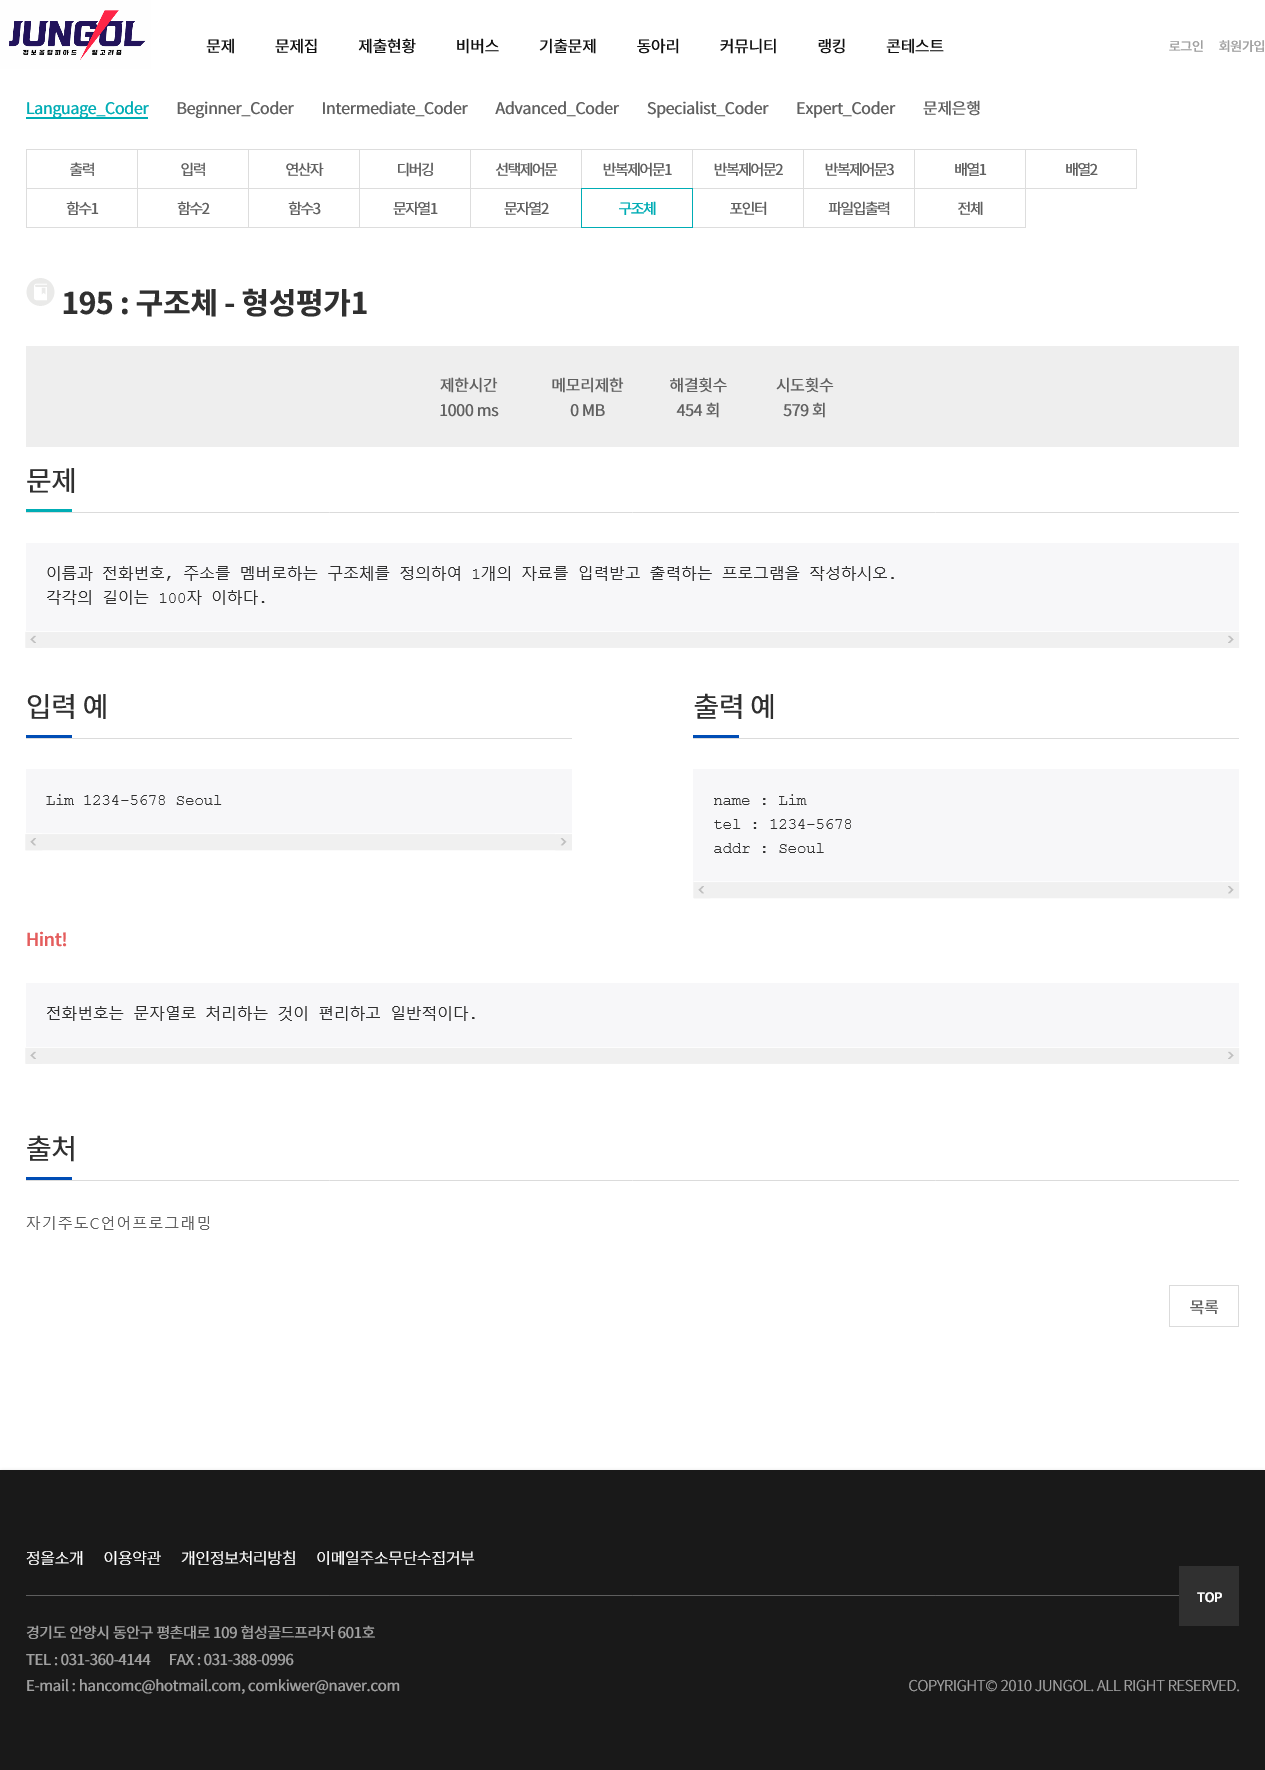 JUNGOL
정보올림피아드 알고리즘
문제 문제집 제출현황 비버스 기출문제 동아리 커뮤니티 랭킹 콘테스트
로그인 회원가입
Language_Coder Beginner_Coder Intermediate_Coder Advanced_Coder Specialist_Coder Expert_Coder 문제은행
출력 입력 연산자 디버깅 선택제어문 반복제어문1 반복제어문2 반복제어문3 배열1 배열2
함수1 함수2 함수3 문자열1 문자열2 구조체 포인터 파일입출력 전체
195 : 구조체 - 형성평가1
제한시간 메모리제한 해결횟수 시도횟수
1000 ms 0 MB 454 회 579 회
문제
이름과 전화번호, 주소를 멤버로하는 구조체를 정의하여 1개의 자료를 입력받고 출력하는 프로그램을 작성하시오.
각각의 길이는 100자 이하다.
입력 예
Lim 1234-5678 Seoul
출력 예
name : Lim
tel : 1234-5678
addr : Seoul
Hint!
전화번호는 문자열로 처리하는 것이 편리하고 일반적이다.
출처
자기주도C언어프로그래밍
목록
정올소개 이용약관 개인정보처리방침 이메일주소무단수집거부
TOP
경기도 안양시 동안구 평촌대로 109 협성골드프라자 601호
TEL : 031-360-4144 FAX : 031-388-0996
E-mail : hancomc@hotmail.com, comkiwer@naver.com
COPYRIGHT© 2010 JUNGOL. ALL RIGHT RESERVED.